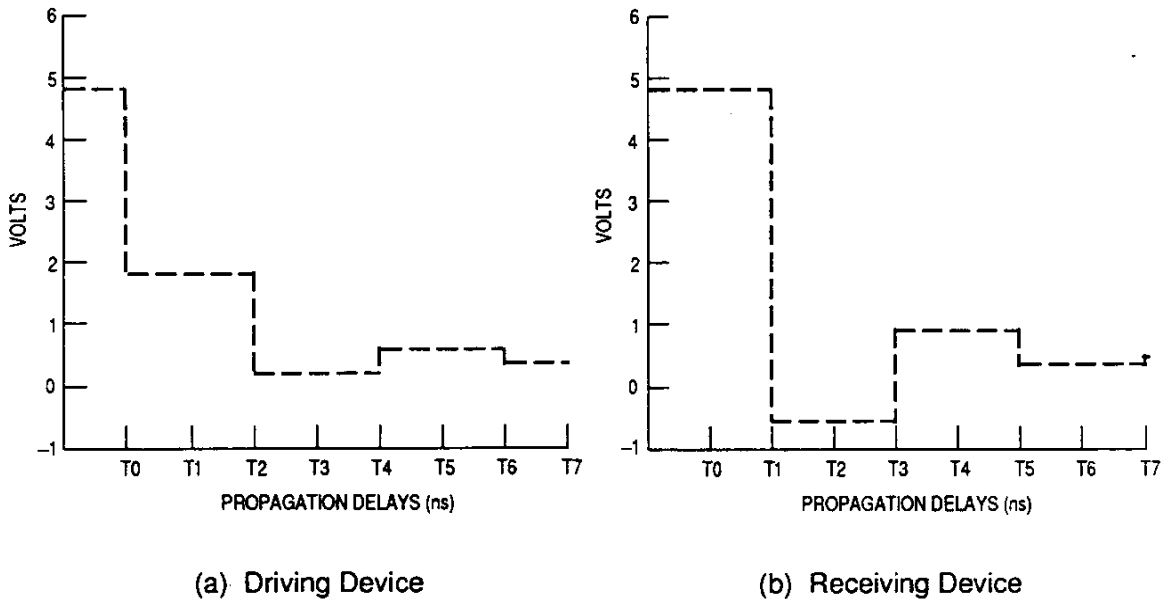 6
5
4
3
2
1
0
–1
VOLTS
T0 T1 T2 T3 T4 T5 T6 T7
PROPAGATION DELAYS (ns)
(a) Driving Device
6
5
4
3
2
1
0
–1
VOLTS
T0 T1 T2 T3 T4 T5 T6 T7
PROPAGATION DELAYS (ns)
(b) Receiving Device